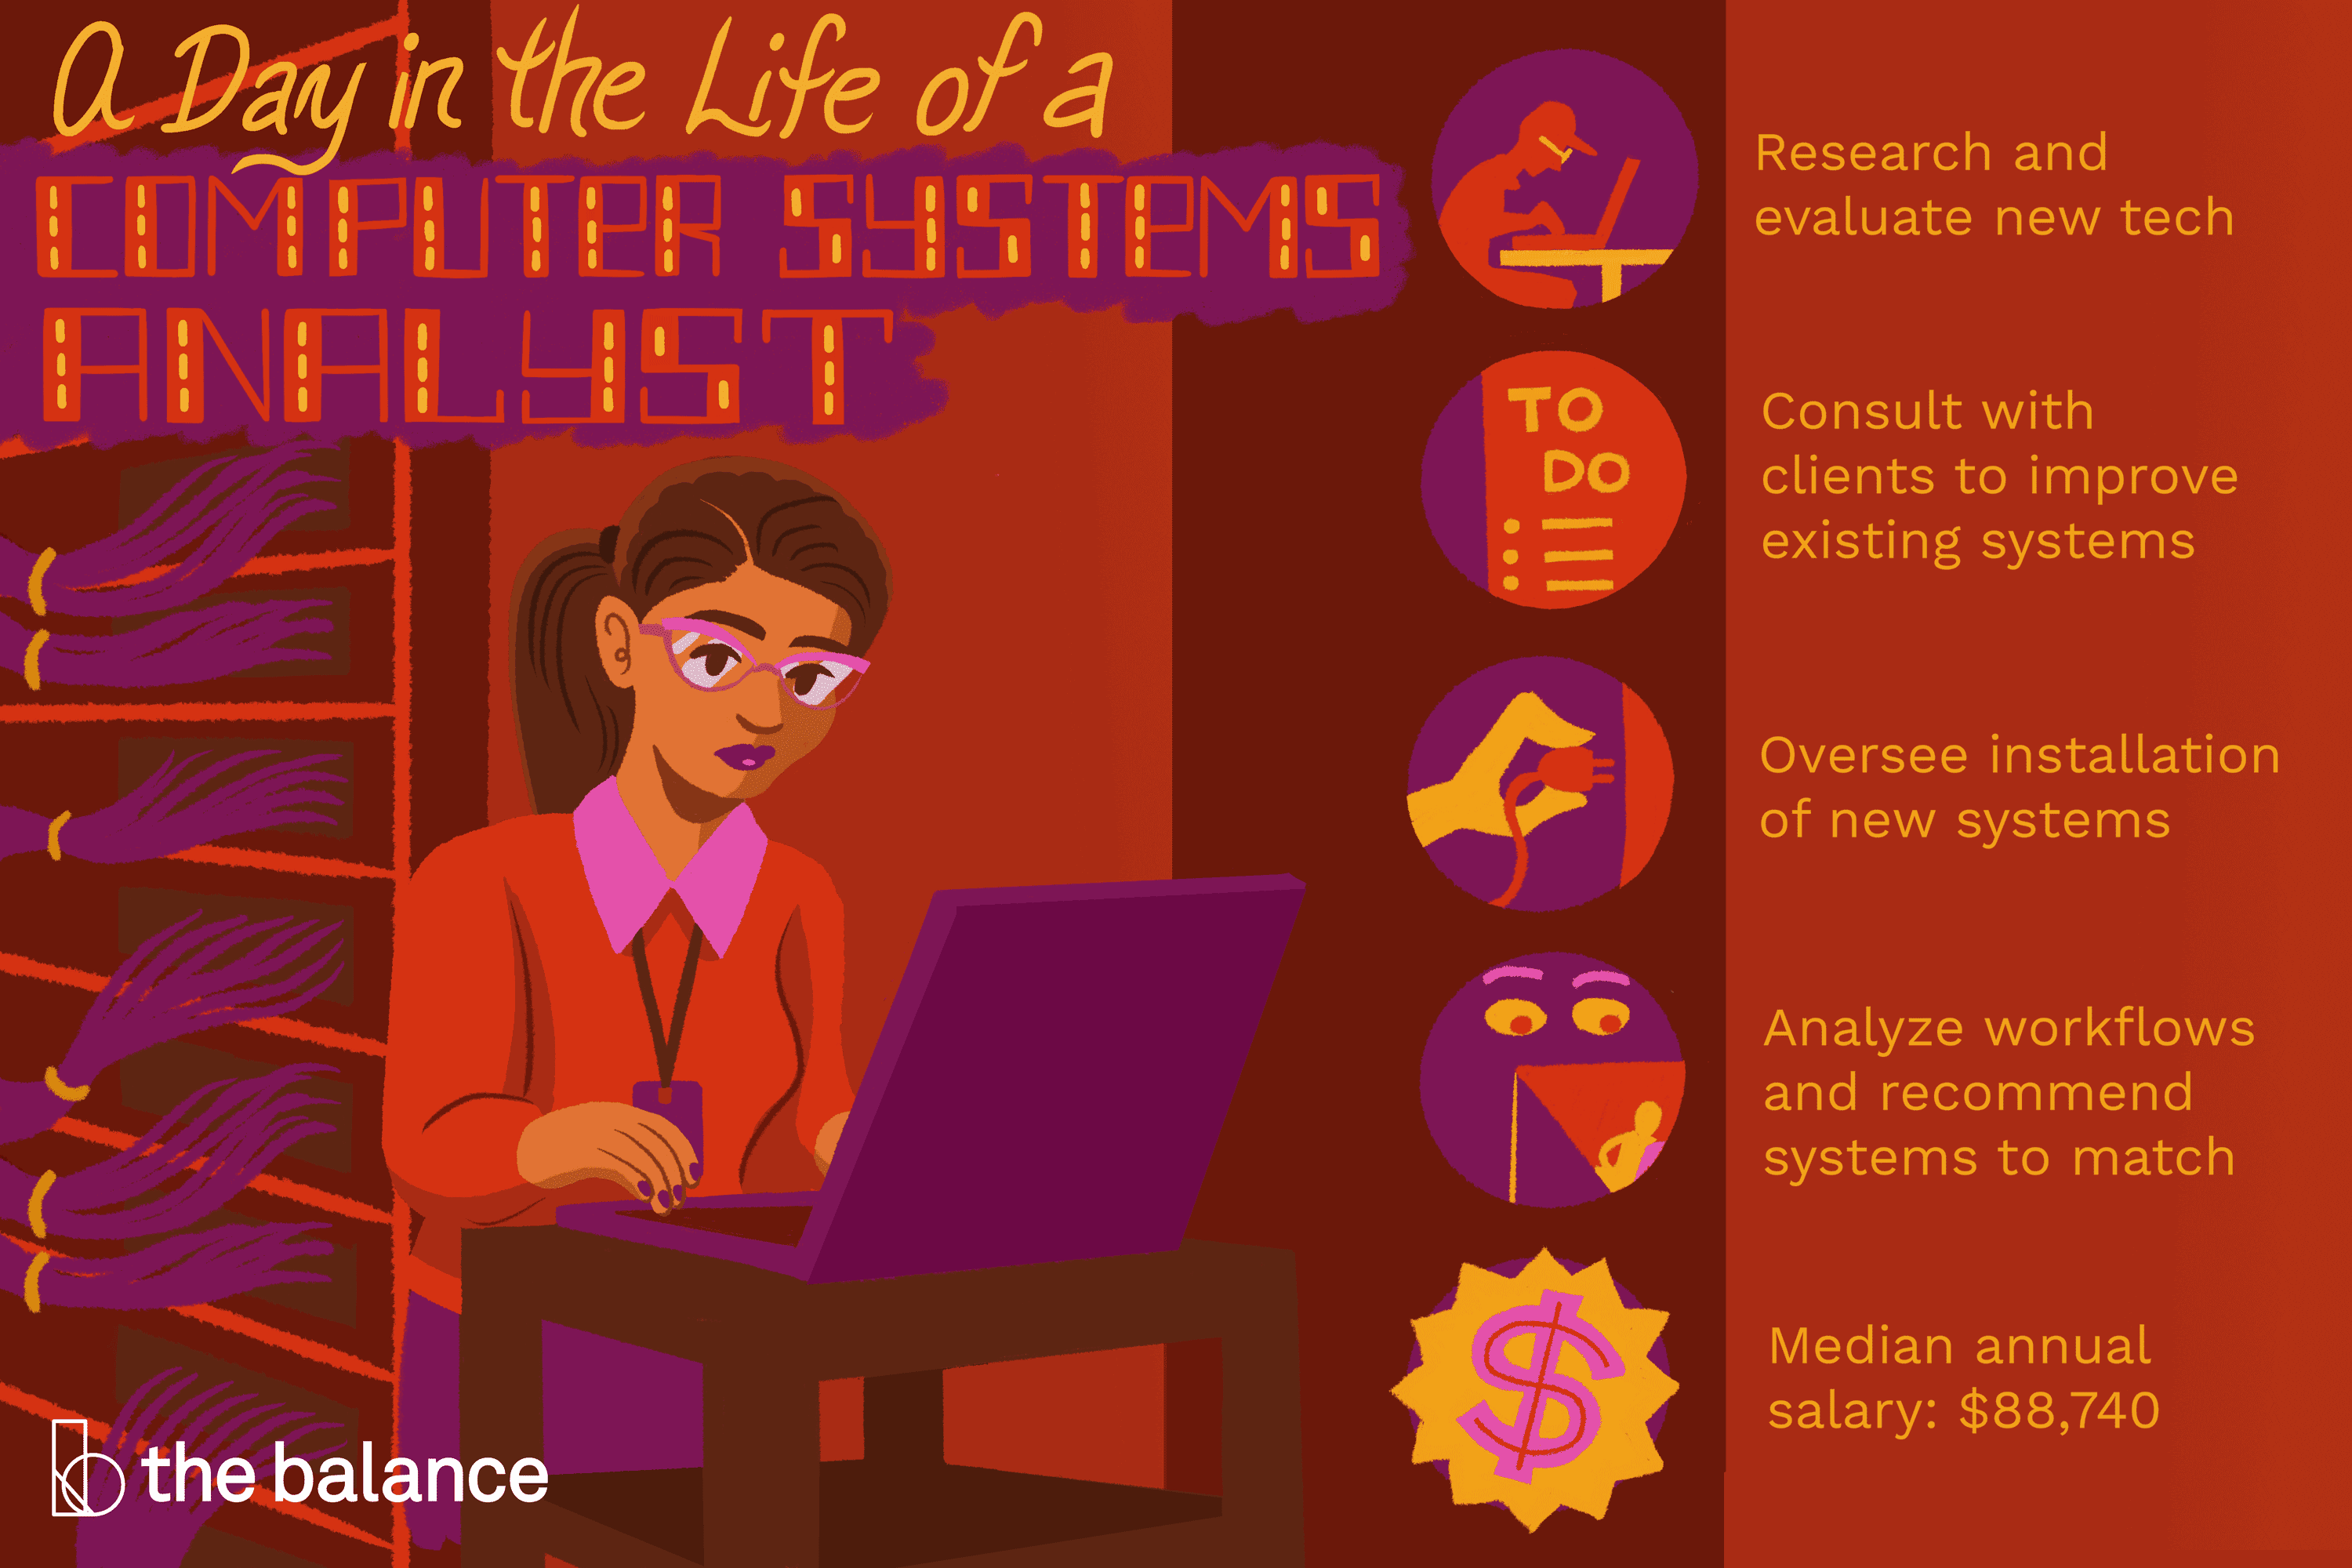 A Day in the Life of a
COMPUTER SYSTEMS
ANALYST
Research and
evaluate new tech
TO
DO
Consult with
clients to improve
existing systems
Oversee installation
of new systems
Analyze workflows
and recommend
systems to match
$
Median annual
salary: $88,740
the balance